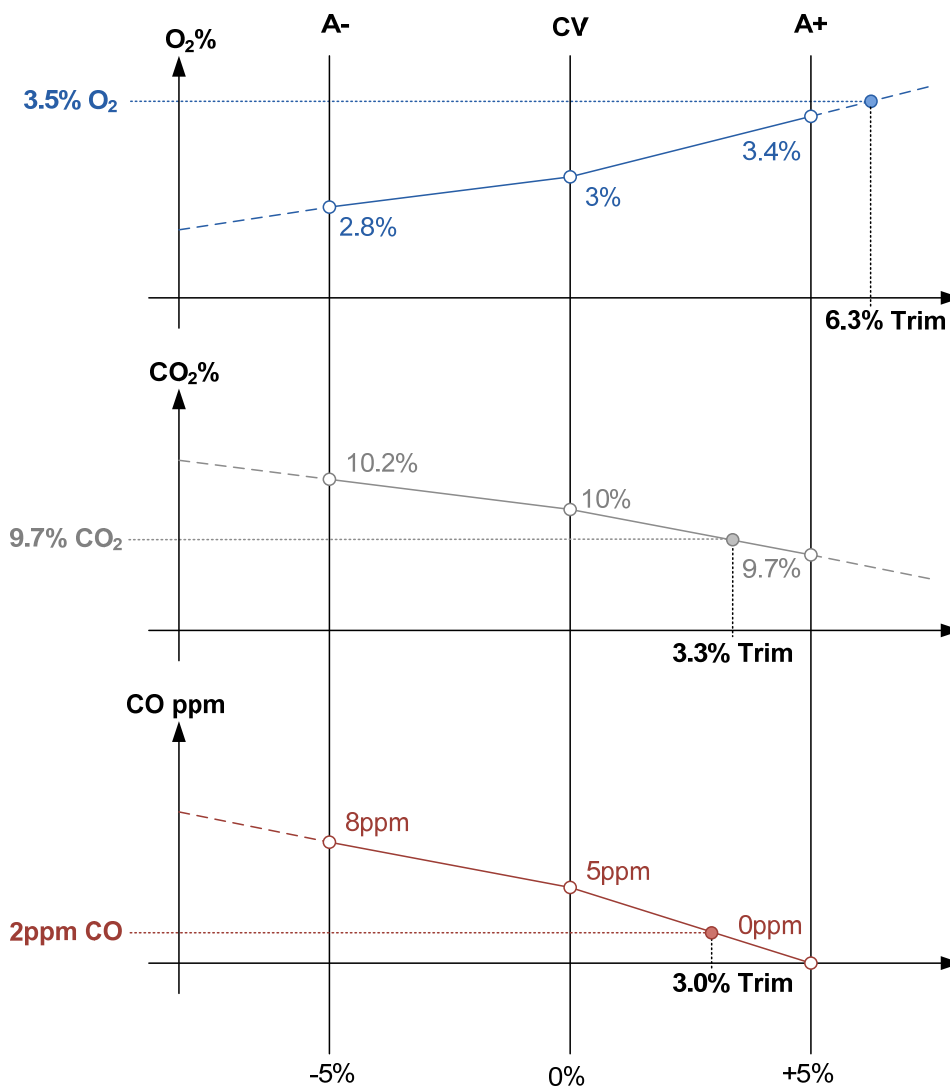 A- CV A+
O₂%
3.5% O₂
3.4%
3%
2.8%
6.3% Trim
CO₂%
10.2%
10%
9.7% CO₂
9.7%
3.3% Trim
CO ppm
8ppm
5ppm
0ppm
2ppm CO
3.0% Trim
-5% 0% +5%